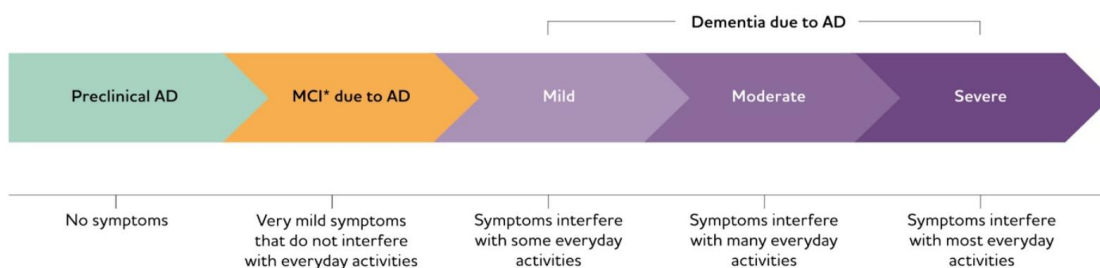 Dementia due to AD
Preclinical AD
MCI* due to AD
Mild
Moderate
Severe
No symptoms
Very mild symptoms
that do not interfere
with everyday activities
Symptoms interfere
with some everyday
activities
Symptoms interfere
with many everyday
activities
Symptoms interfere
with most everyday
activities